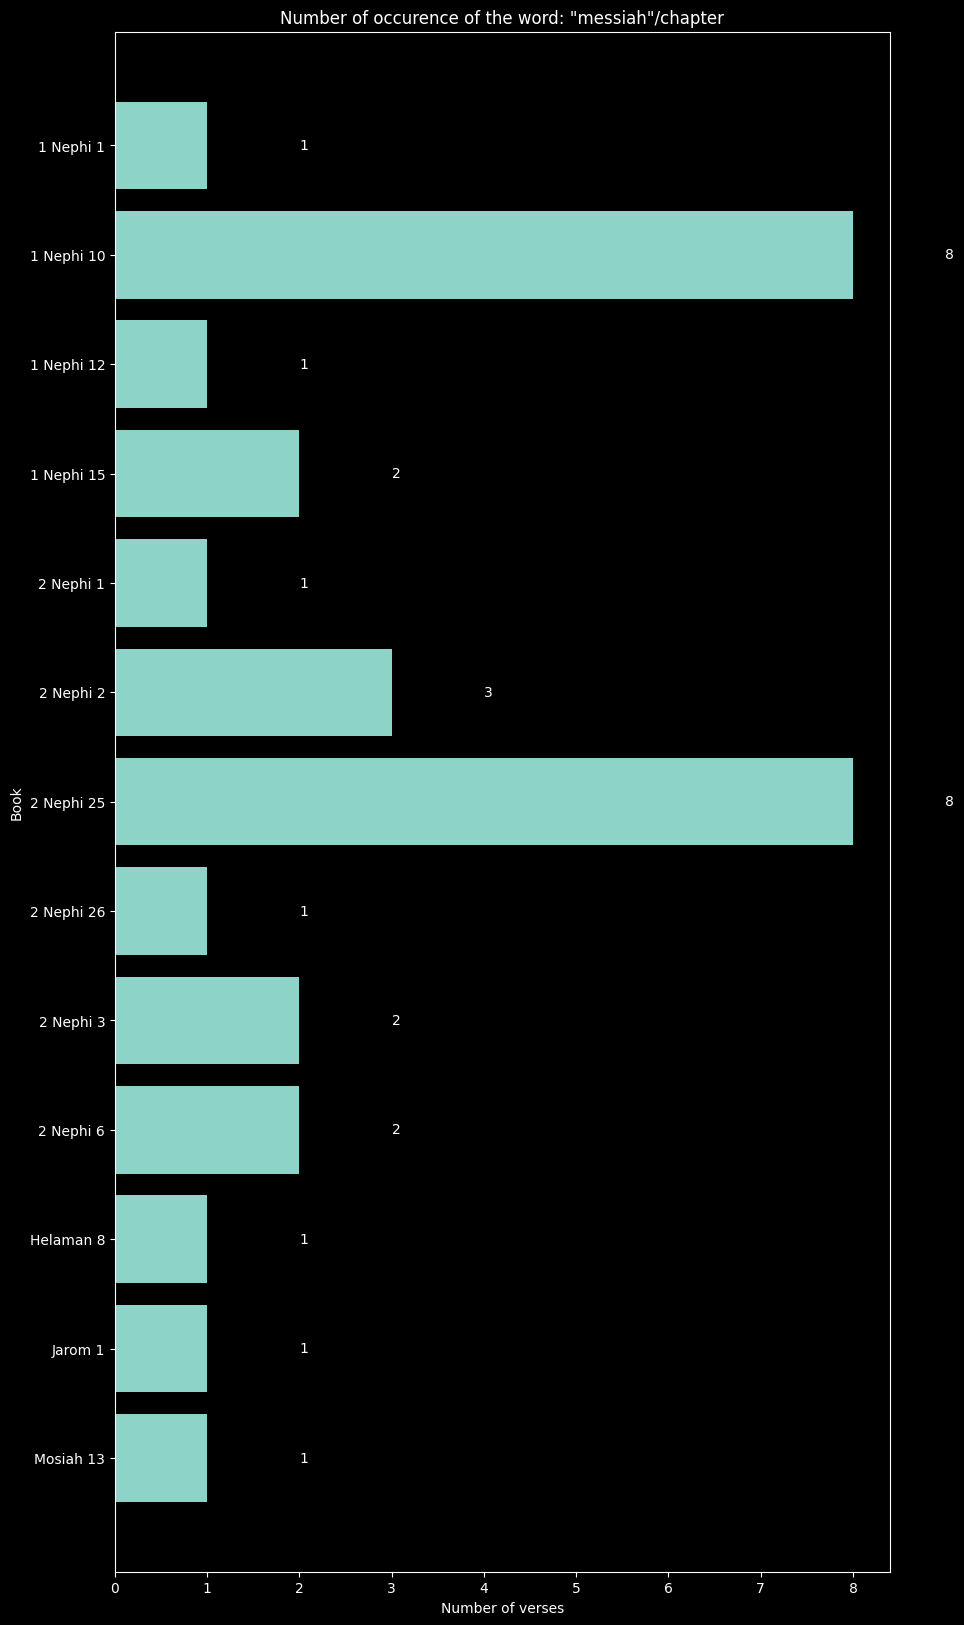 Number of occurence of the word: "messiah"/chapter
1 Nephi 1
1
1 Nephi 10
8
1 Nephi 12
1
1 Nephi 15
2
2 Nephi 1
1
2 Nephi 2
3
Book
2 Nephi 25
8
2 Nephi 26
1
2 Nephi 3
2
2 Nephi 6
2
Helaman 8
1
Jarom 1
1
Mosiah 13
1
0 1 2 3 4 5 6 7 8
Number of verses